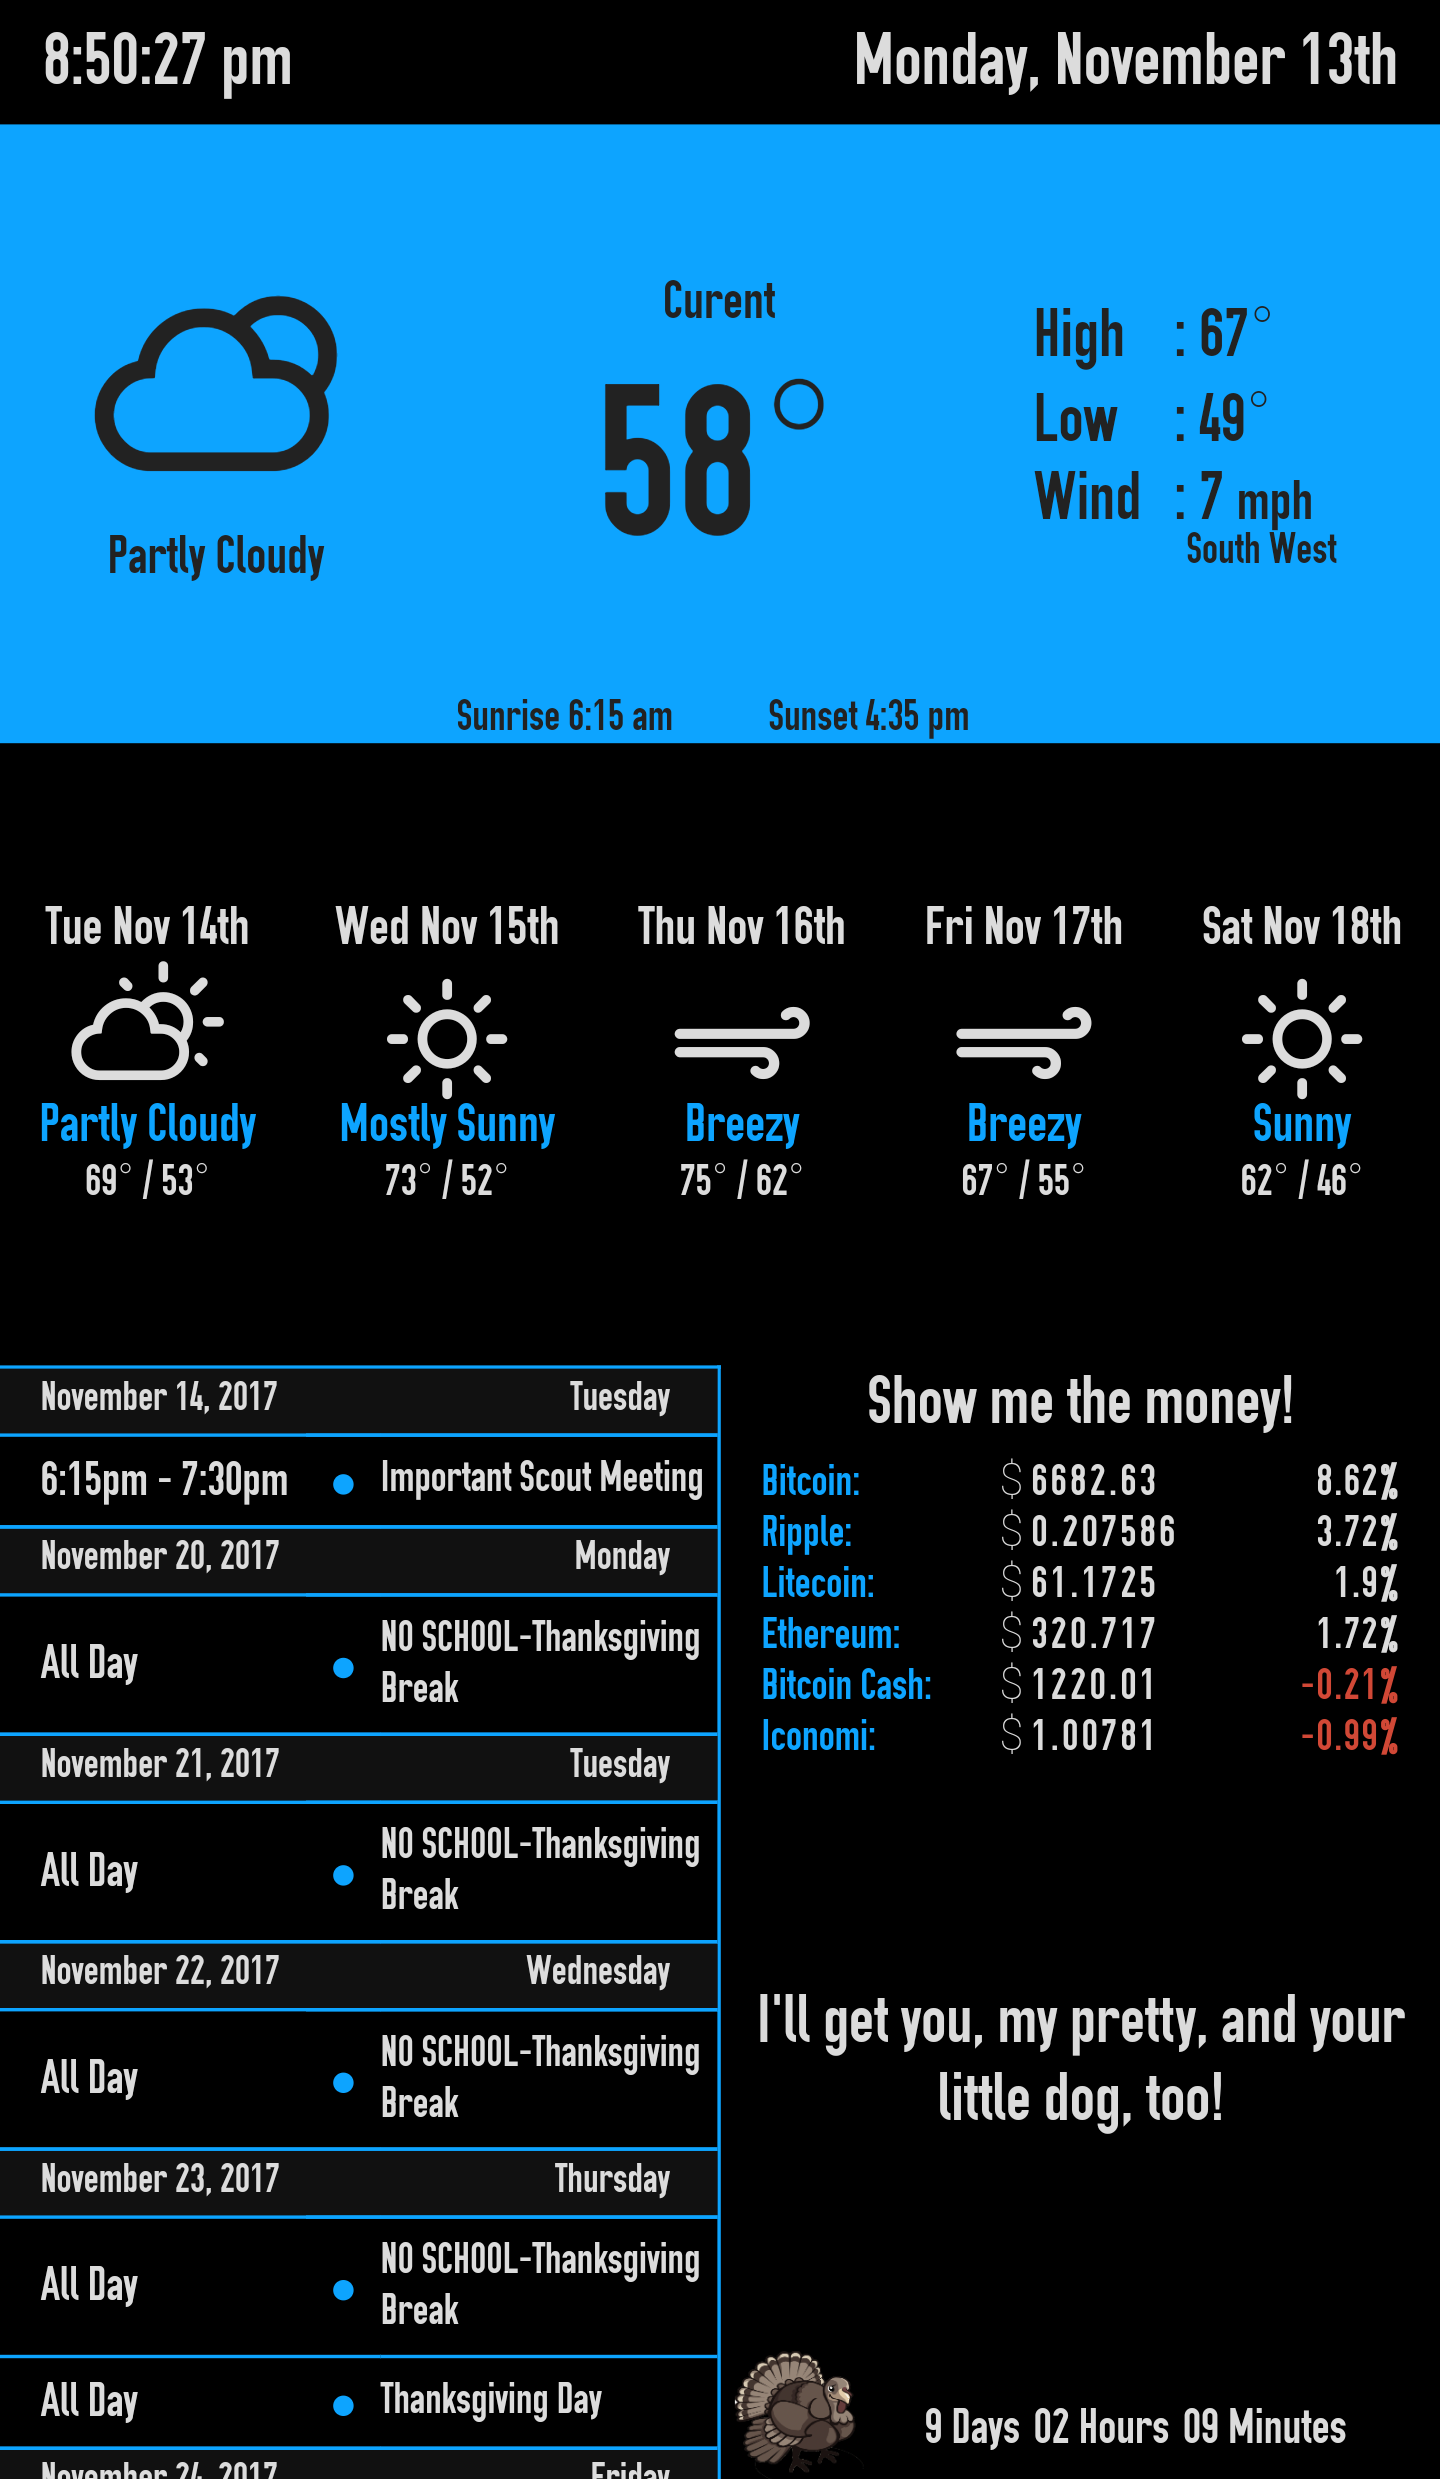 8:50:27 pm
Monday, November 13th
Curent
58°
Partly Cloudy
High : 67°
Low : 49°
Wind : 7 mph
South West
Sunrise 6:15 am Sunset 4:35 pm
Tue Nov 14th
Partly Cloudy
69° / 53°
Wed Nov 15th
Mostly Sunny
73° / 52°
Thu Nov 16th
Breezy
75° / 62°
Fri Nov 17th
Breezy
67° / 55°
Sat Nov 18th
Sunny
62° / 46°
November 14, 2017 Tuesday
6:15pm - 7:30pm Important Scout Meeting
November 20, 2017 Monday
All Day NO SCHOOL-Thanksgiving
Break
November 21, 2017 Tuesday
All Day NO SCHOOL-Thanksgiving
Break
November 22, 2017 Wednesday
All Day NO SCHOOL-Thanksgiving
Break
November 23, 2017 Thursday
All Day NO SCHOOL-Thanksgiving
Break
All Day Thanksgiving Day
November 24, 2017 Friday
Show me the money!
Bitcoin: $6682.63 8.62%
Ripple: $0.207586 3.72%
Litecoin: $61.1725 1.9%
Ethereum: $320.717 1.72%
Bitcoin Cash: $1220.01 -0.21%
Iconomi: $1.00781 -0.99%
I'll get you, my pretty, and your
little dog, too!
9 Days 02 Hours 09 Minutes